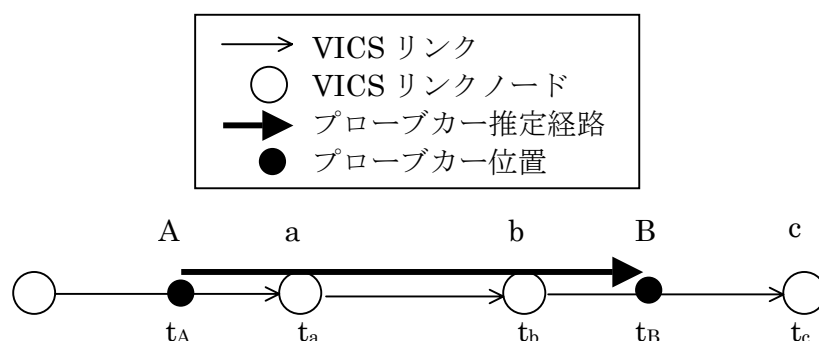 VICS リンク
VICS リンクノード
プローブカー推定経路
プローブカー位置
A a b B c
tA ta tb tB tc